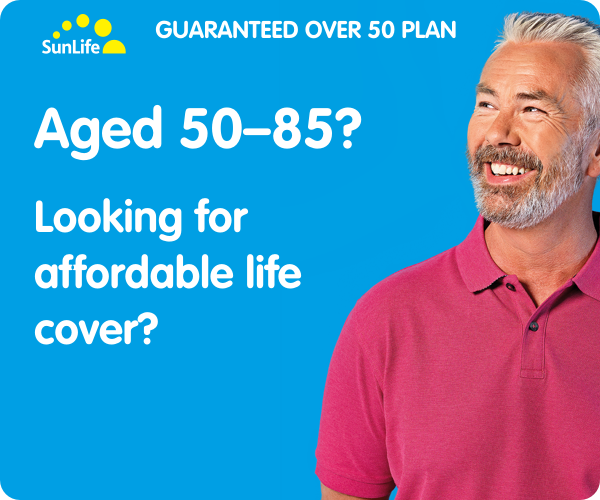 GUARANTEED OVER 50 PLAN
SunLife
Aged 50–85?
Looking for
affordable life
cover?